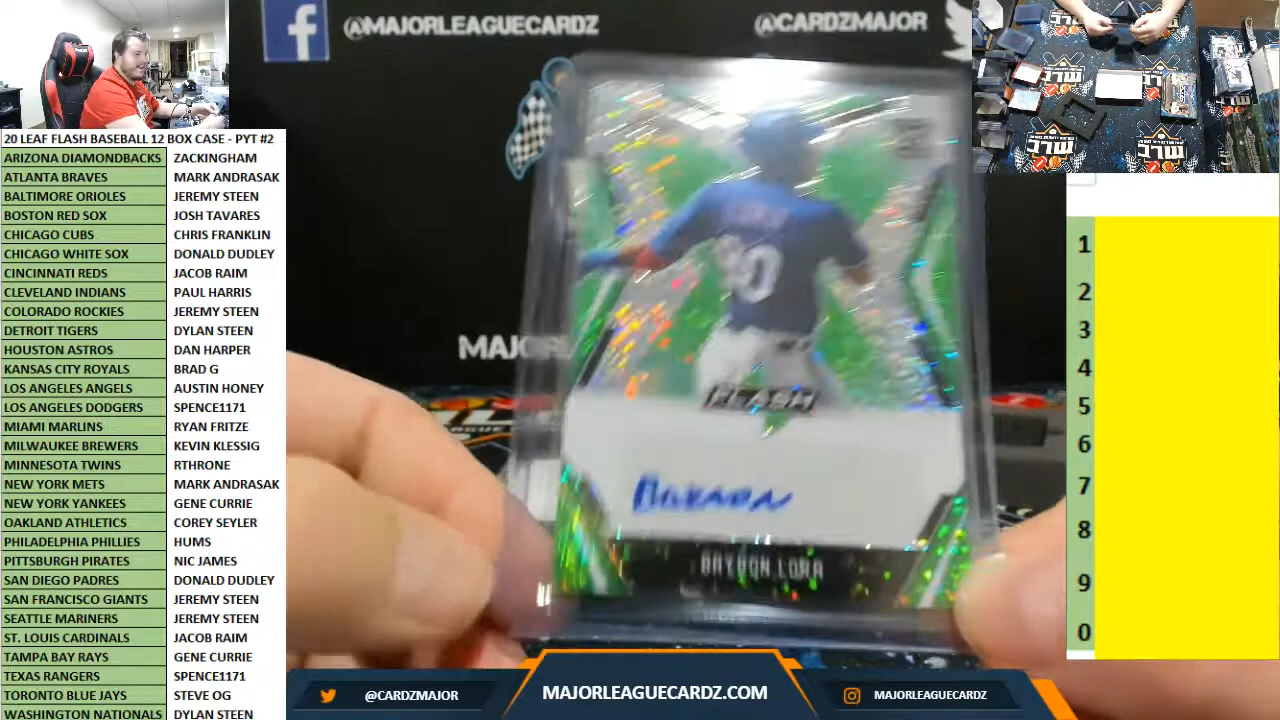 @MAJORLEAGUECARDZ
@CARDZMAJOR
20 LEAF FLASH BASEBALL 12 BOX CASE - PYT #2
ARIZONA DIAMONDBACKS ZACKINGHAM
ATLANTA BRAVES MARK ANDRASAK
BALTIMORE ORIOLES JEREMY STEEN
BOSTON RED SOX JOSH TAVARES
CHICAGO CUBS CHRIS FRANKLIN
CHICAGO WHITE SOX DONALD DUDLEY
CINCINNATI REDS JACOB RAIM
CLEVELAND INDIANS PAUL HARRIS
COLORADO ROCKIES JEREMY STEEN
DETROIT TIGERS DYLAN STEEN
HOUSTON ASTROS DAN HARPER
KANSAS CITY ROYALS BRAD G
LOS ANGELES ANGELS AUSTIN HONEY
LOS ANGELES DODGERS SPENCE1171
MIAMI MARLINS RYAN FRITZE
MILWAUKEE BREWERS KEVIN KLESSIG
MINNESOTA TWINS RTHRONE
NEW YORK METS MARK ANDRASAK
NEW YORK YANKEES GENE CURRIE
OAKLAND ATHLETICS COREY SEYLER
PHILADELPHIA PHILLIES HUMS
PITTSBURGH PIRATES NIC JAMES
SAN DIEGO PADRES DONALD DUDLEY
SAN FRANCISCO GIANTS JEREMY STEEN
SEATTLE MARINERS JEREMY STEEN
ST. LOUIS CARDINALS JACOB RAIM
TAMPA BAY RAYS GENE CURRIE
TEXAS RANGERS SPENCE1171
TORONTO BLUE JAYS STEVE OG
WASHINGTON NATIONALS DYLAN STEEN
FLASH
LORA
1
2
3
4
5
6
7
8
9
0
@CARDZMAJOR
MAJORLEAGUECARDZ.COM
MAJORLEAGUECARDZ